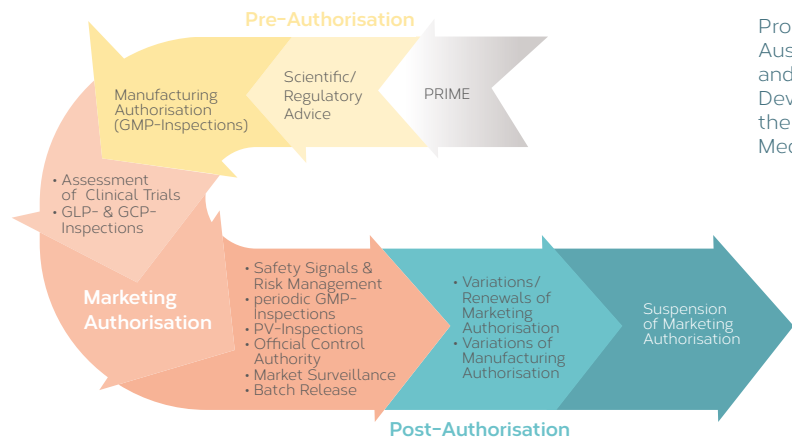 Pre-Authorisation
PRIME
Scientific/
Regulatory
Advice
Manufacturing
Authorisation
(GMP-Inspections)
• Assessment
of Clinical Trials
• GLP- & GCP-
Inspections
Marketing
Authorisation
• Safety Signals &
Risk Management
• periodic GMP-
Inspections
• PV-Inspections
• Official Control
Authority
• Market Surveillance
• Batch Release
• Variations/
Renewals of
Marketing
Authorisation
• Variations of
Manufacturing
Authorisation
Suspension
of Marketing
Authorisation
Post-Authorisation
Pro
Aus
and
Dev
the
Med